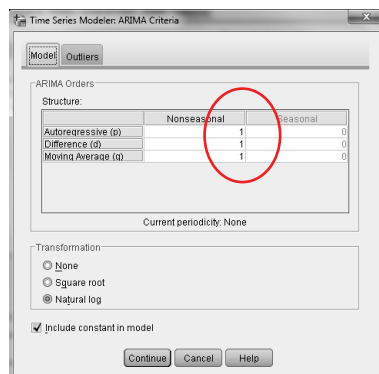 Time Series Modeler: ARIMA Criteria
Model Outliers
ARIMA Orders
Structure:
Nonseasonal Seasonal
Autoregressive (p) 1 0
Difference (d) 1 0
Moving Average (q) 1 0
Current periodicity: None
Transformation
None
Square root
Natural log
Include constant in model
Continue Cancel Help